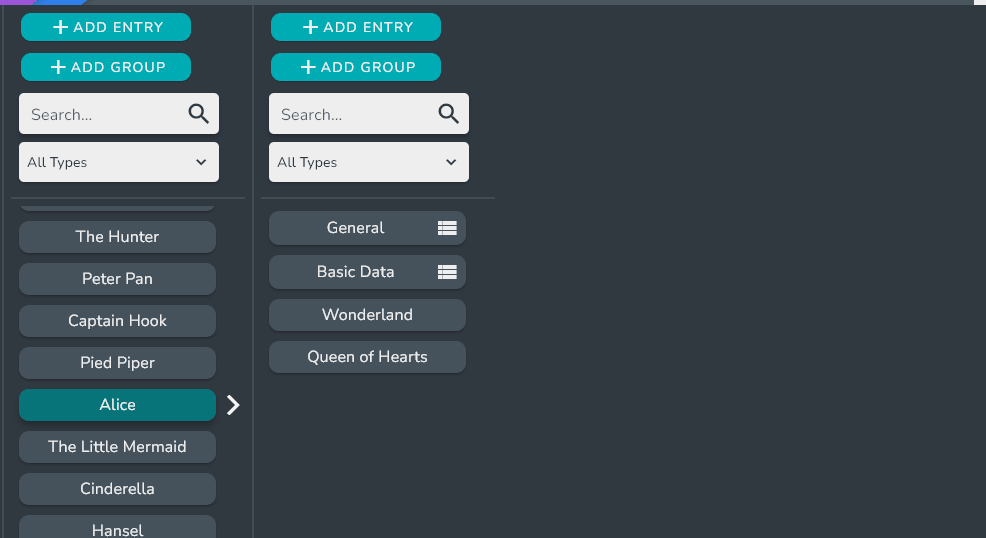 ADD ENTRY
ADD GROUP
Search...
All Types
The Hunter
Peter Pan
Captain Hook
Pied Piper
Alice
The Little Mermaid
Cinderella
Hansel
ADD ENTRY
ADD GROUP
Search...
All Types
General
Basic Data
Wonderland
Queen of Hearts